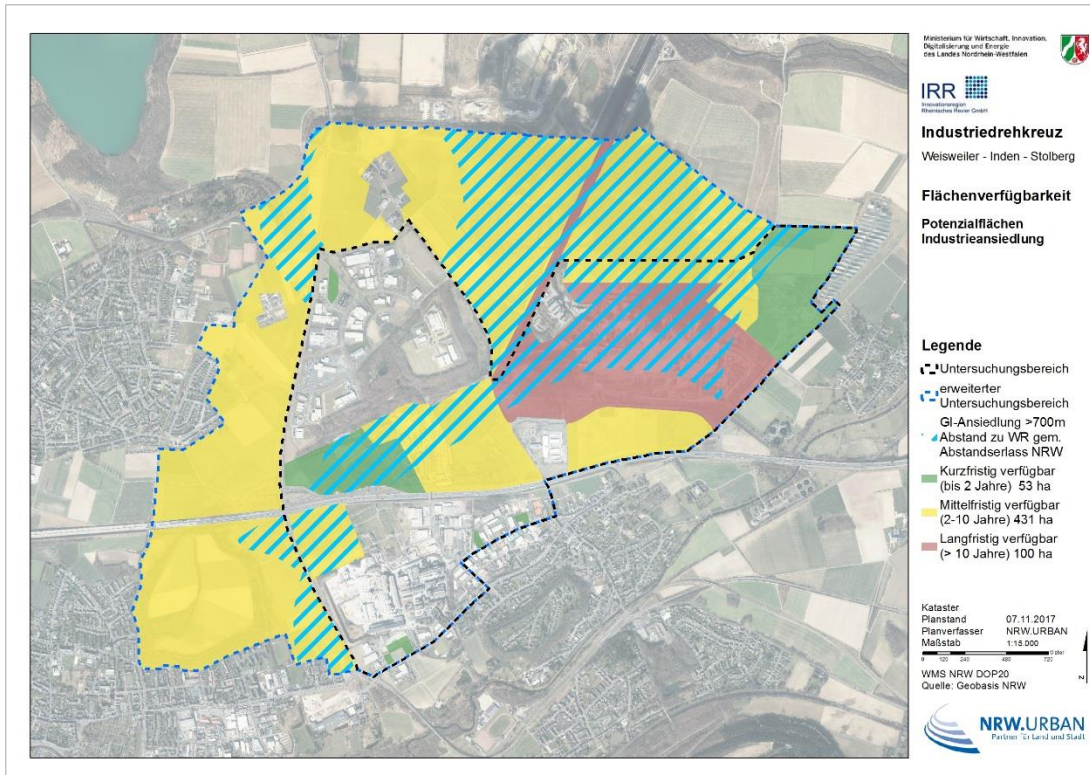 Ministerium für Wirtschaft, Innovation,
Digitalisierung und Energie
des Landes Nordrhein-Westfalen
IRR
Innovationsregion
Rheinisches Revier GmbH
Industriedrehkreuz
Weisweiler - Inden - Stolberg
Flächenverfügbarkeit
Potenzialflächen
Industrieansiedlung
Legende
Untersuchungsbereich
erweiterter
Untersuchungsbereich
GI-Ansiedlung >700m
Abstand zu WR gem.
Abstandserlass NRW
Kurzfristig verfügbar
(bis 2 Jahre) 53 ha
Mittelfristig verfügbar
(2-10 Jahre) 431 ha
Langfristig verfügbar
(> 10 Jahre) 100 ha
Kataster
Planstand 07.11.2017
Planverfasser NRW.URBAN
Maßstab 1:15.000
0 120 240 480 720
WMS NRW DOP20
Quelle: Geobasis NRW
N
NRW.URBAN
Partner für Land und Stadt